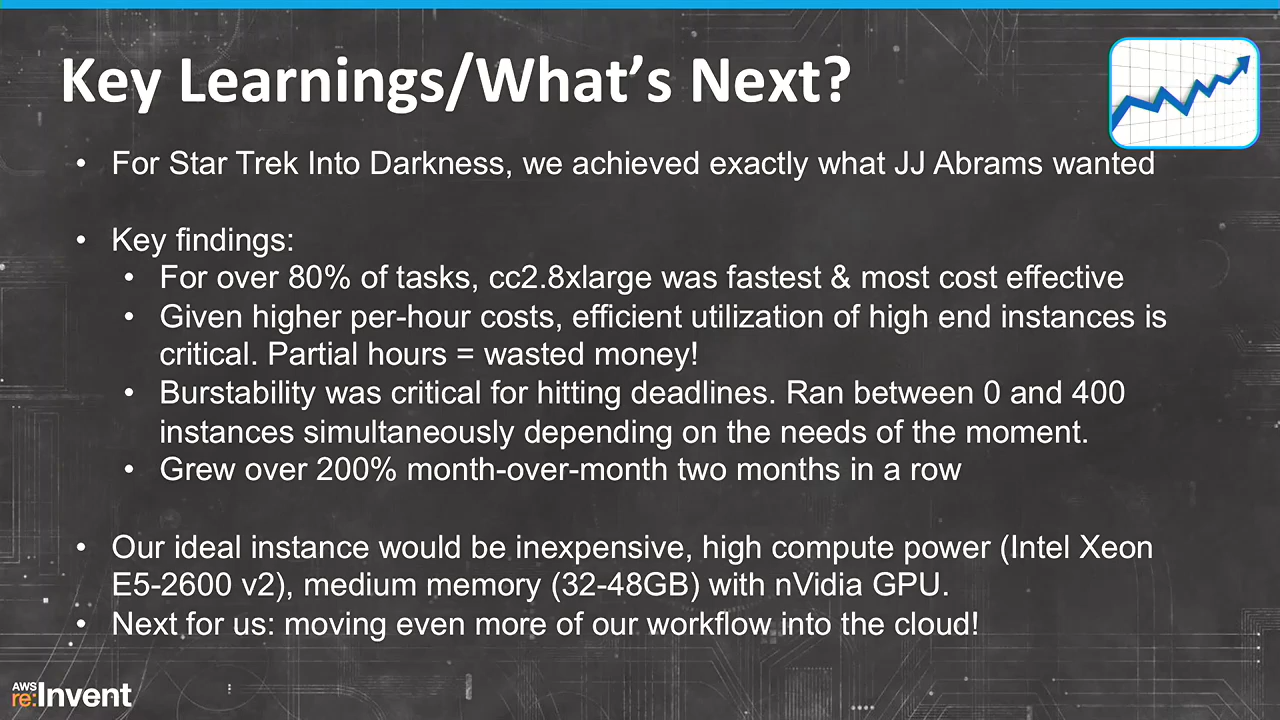 Key Learnings/What’s Next?
• For Star Trek Into Darkness, we achieved exactly what JJ Abrams wanted
• Key findings:
• For over 80% of tasks, cc2.8xlarge was fastest & most cost effective
• Given higher per-hour costs, efficient utilization of high end instances is
critical. Partial hours = wasted money!
• Burstability was critical for hitting deadlines. Ran between 0 and 400
instances simultaneously depending on the needs of the moment.
• Grew over 200% month-over-month two months in a row
• Our ideal instance would be inexpensive, high compute power (Intel Xeon
E5-2600 v2), medium memory (32-48GB) with nVidia GPU.
• Next for us: moving even more of our workflow into the cloud!
AWS
re:Invent